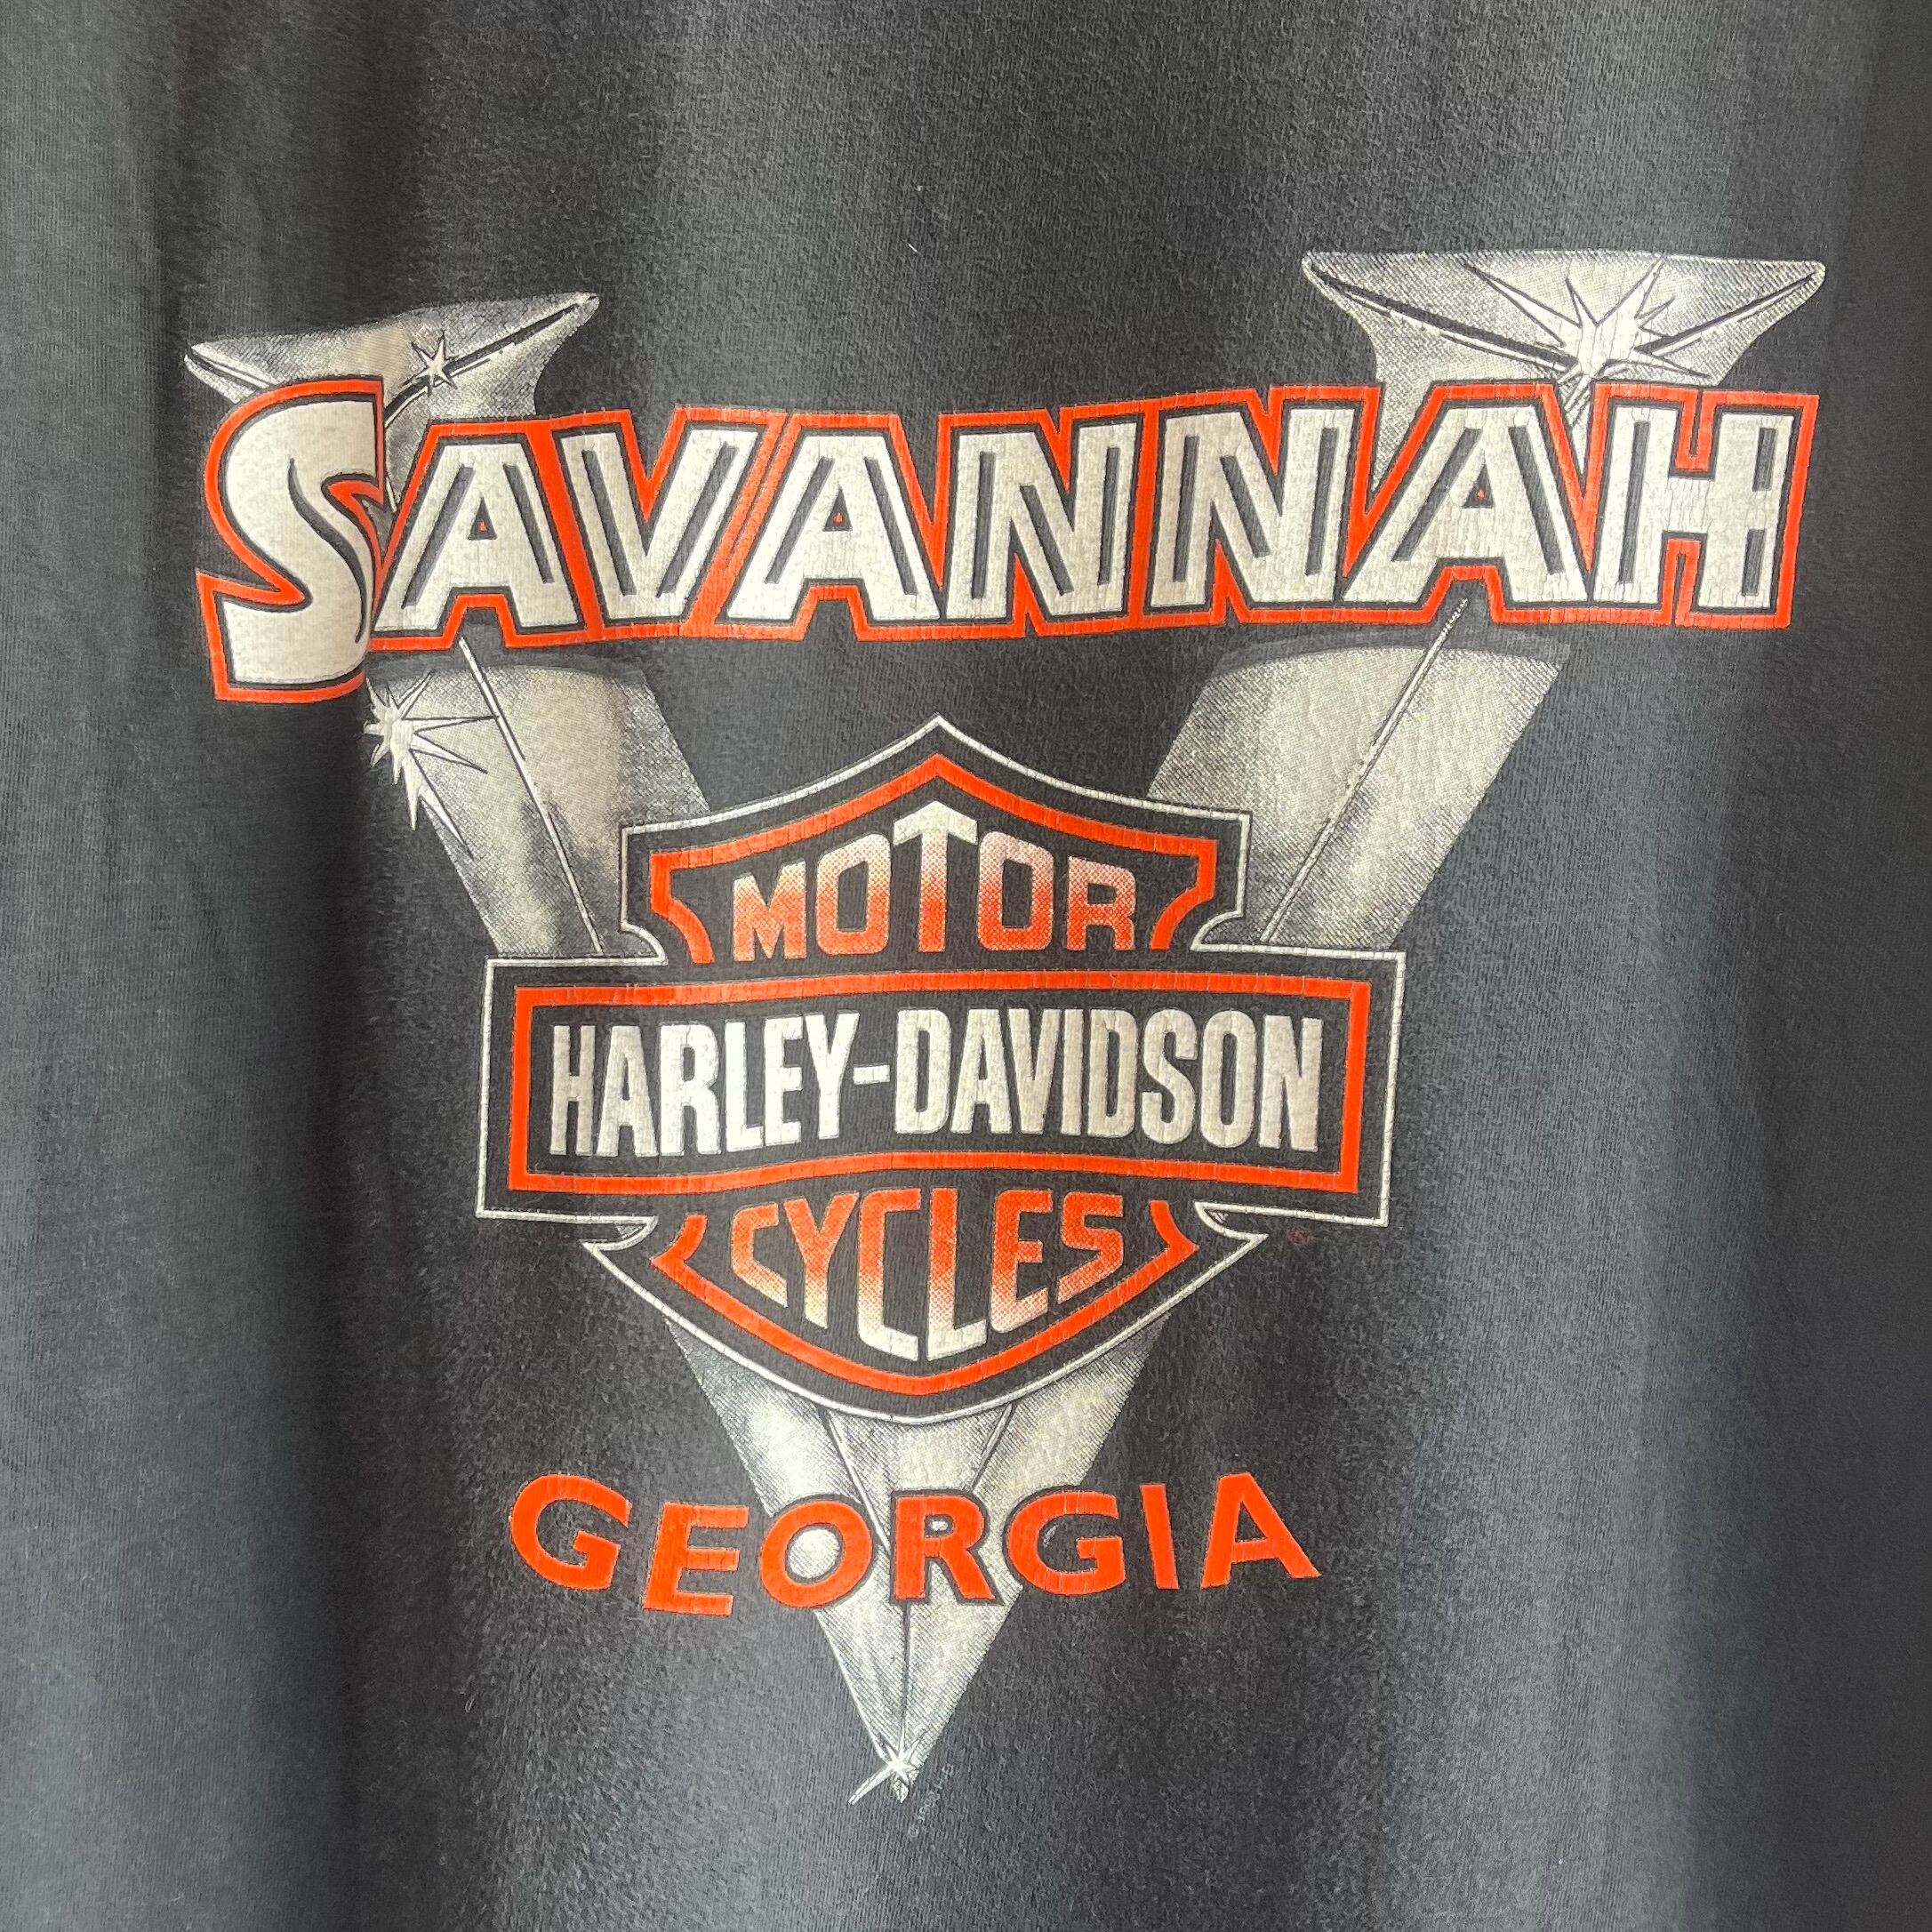 SAVANNAH
MOTOR
HARLEY-DAVIDSON
CYCLES
GEORGIA